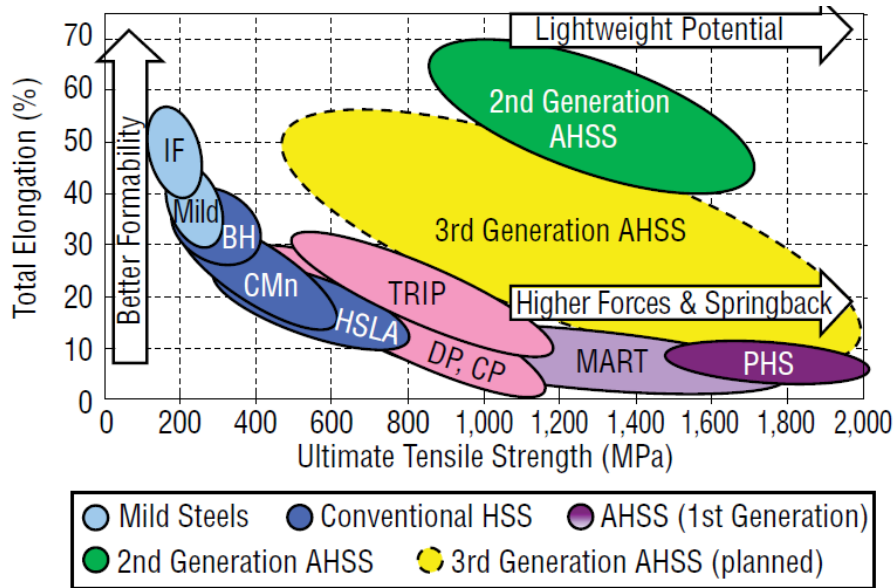 Total Elongation (%)
70
60
50
40
30
20
10
0
Better Formability
Lightweight Potential
2nd Generation
AHSS
3rd Generation AHSS
Higher Forces & Springback
IF
Mild
BH
CMn
HSLA
TRIP
DP, CP
MART
PHS
0 200 400 600 800 1,000 1,200 1,400 1,600 1,800 2,000
Ultimate Tensile Strength (MPa)
Mild Steels Conventional HSS AHSS (1st Generation)
2nd Generation AHSS 3rd Generation AHSS (planned)